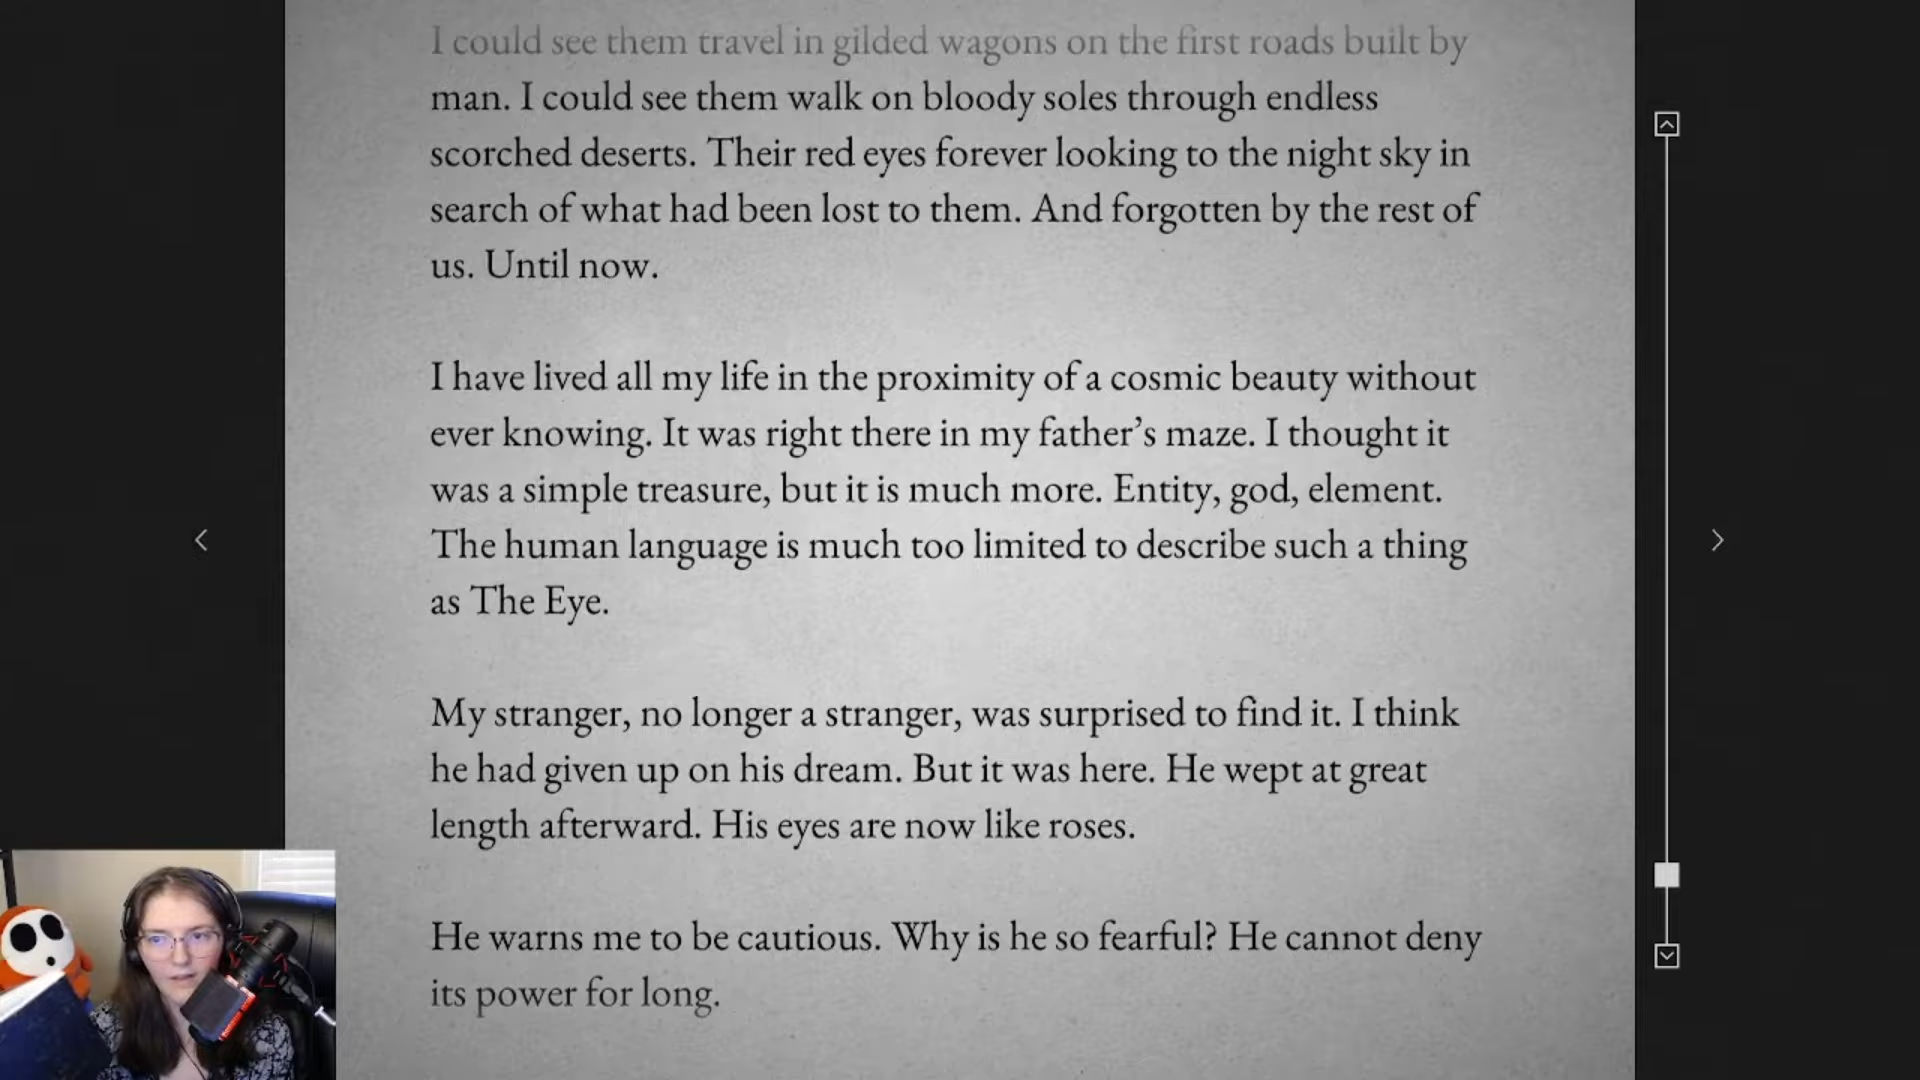 I could see them travel in gilded wagons on the first roads built by
man. I could see them walk on bloody soles through endless
scorched deserts. Their red eyes forever looking to the night sky in
search of what had been lost to them. And forgotten by the rest of
us. Until now.
I have lived all my life in the proximity of a cosmic beauty without
ever knowing. It was right there in my father’s maze. I thought it
was a simple treasure, but it is much more. Entity, god, element.
The human language is much too limited to describe such a thing
as The Eye.
My stranger, no longer a stranger, was surprised to find it. I think
he had given up on his dream. But it was here. He wept at great
length afterward. His eyes are now like roses.
He warns me to be cautious. Why is he so fearful? He cannot deny
its power for long.